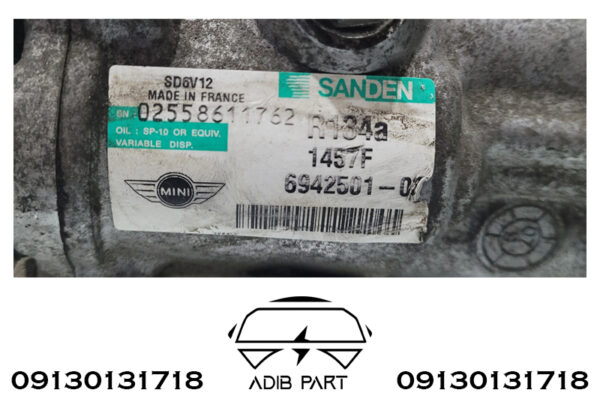 SD6V12
MADE IN FRANCE
SANDEN
SN: 02558611762
R134a
OIL : SP-10 OR EQUIV.
VARIABLE DISP.
1457F
MINI
6942501-0
09130131718
ADIB PART
09130131718